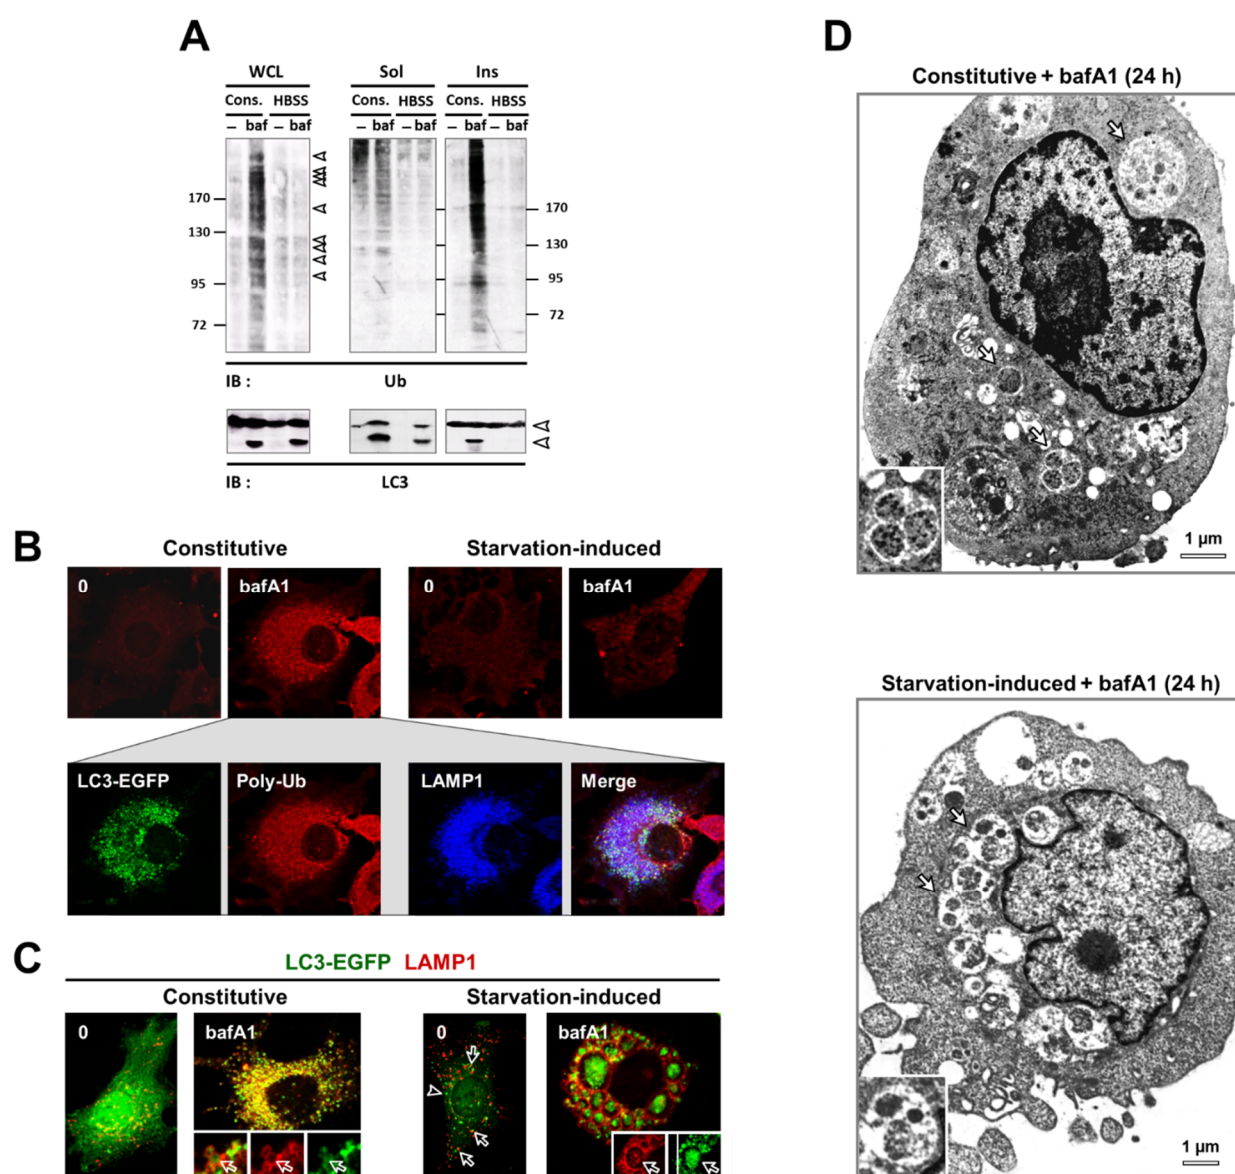 A
WCL Sol Ins
Cons. HBSS Cons. HBSS Cons. HBSS
– baf – baf – baf – baf – baf – baf
170
130
95
72
170
130
95
72
IB : Ub
IB : LC3
B
Constitutive Starvation-induced
0 bafA1 0 bafA1
LC3-EGFP Poly-Ub LAMP1 Merge
C
LC3-EGFP LAMP1
Constitutive Starvation-induced
0 bafA1 0 bafA1
D
Constitutive + bafA1 (24 h)
1 µm
Starvation-induced + bafA1 (24 h)
1 µm